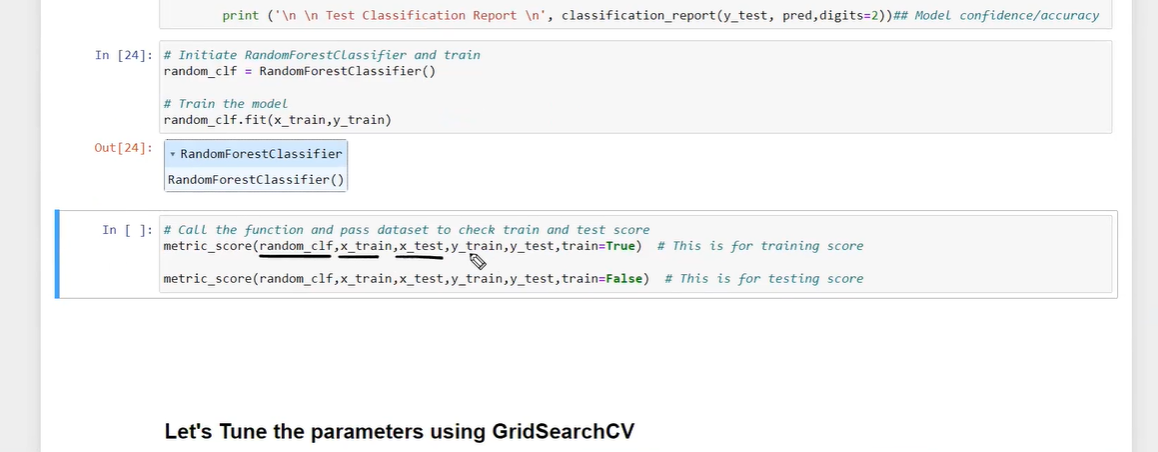 print ('\n \n Test Classification Report \n', classification_report(y_test, pred,digits=2))## Model confidence/accuracy
In [24]: # Initiate RandomForestClassifier and train
random_clf = RandomForestClassifier()
# Train the model
random_clf.fit(x_train,y_train)
Out[24]: ▾ RandomForestClassifier
RandomForestClassifier()
In [ ]: # Call the function and pass dataset to check train and test score
metric_score(random_clf,x_train,x_test,y_train,y_test,train=True)  # This is for training score
metric_score(random_clf,x_train,x_test,y_train,y_test,train=False)  # This is for testing score
Let's Tune the parameters using GridSearchCV